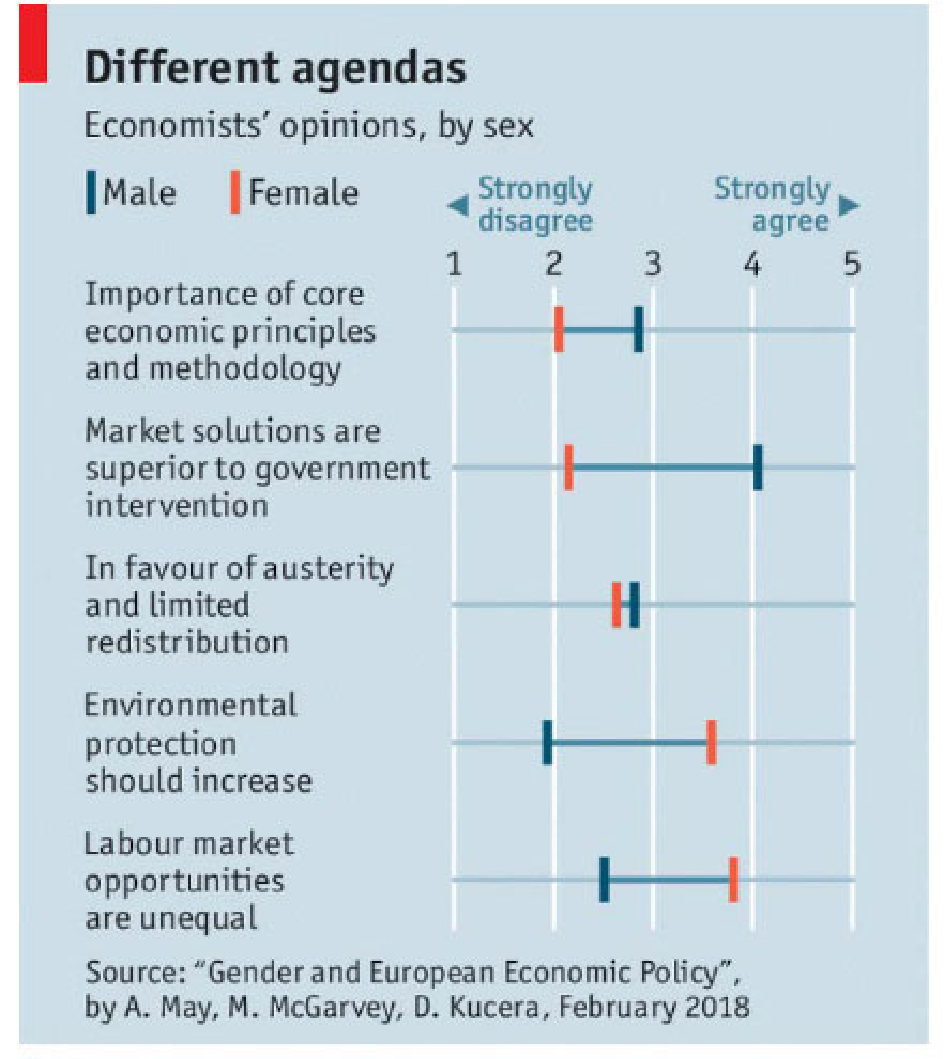 Different agendas
Economists' opinions, by sex
Male Female
Strongly disagree
Strongly agree
1 2 3 4 5
Importance of core
economic principles
and methodology
Market solutions are
superior to government
intervention
In favour of austerity
and limited
redistribution
Environmental
protection
should increase
Labour market
opportunities
are unequal
Source: "Gender and European Economic Policy",
by A. May, M. McGarvey, D. Kucera, February 2018